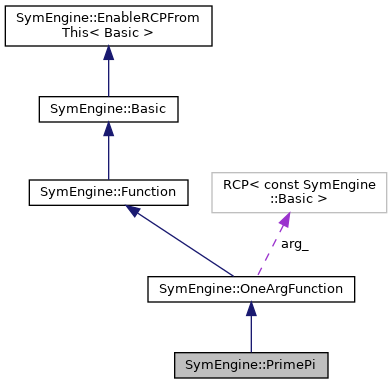 SymEngine::EnableRCPFrom
This< Basic >
SymEngine::Basic
SymEngine::Function
RCP< const SymEngine
::Basic >
arg_
SymEngine::OneArgFunction
SymEngine::PrimePi